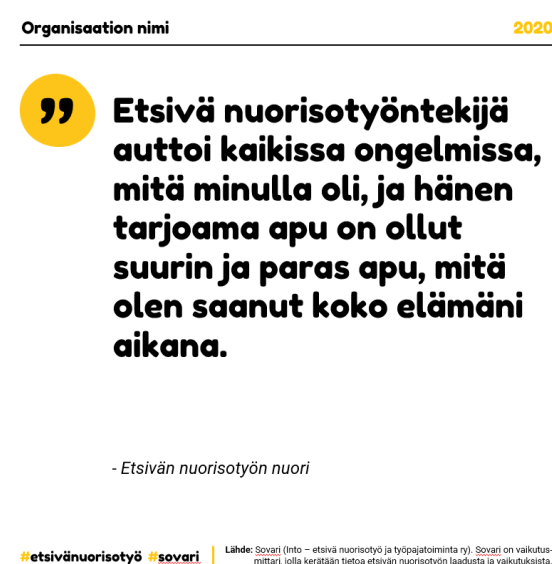 Organisaation nimi 2020
”
Etsivä nuorisotyöntekijä
auttoi kaikissa ongelmissa,
mitä minulla oli, ja hänen
tarjoama apu on ollut
suurin ja paras apu, mitä
olen saanut koko elämäni
aikana.
- Etsivän nuorisotyön nuori
#etsivänuorisotyö #sovari
Lähde: Sovari (Into – etsivä nuorisotyö ja työpajatoiminta ry). Sovari on vaikutus-
mittari, jolla kerätään tietoa etsivän nuorisotyön laadusta ja vaikutuksista.